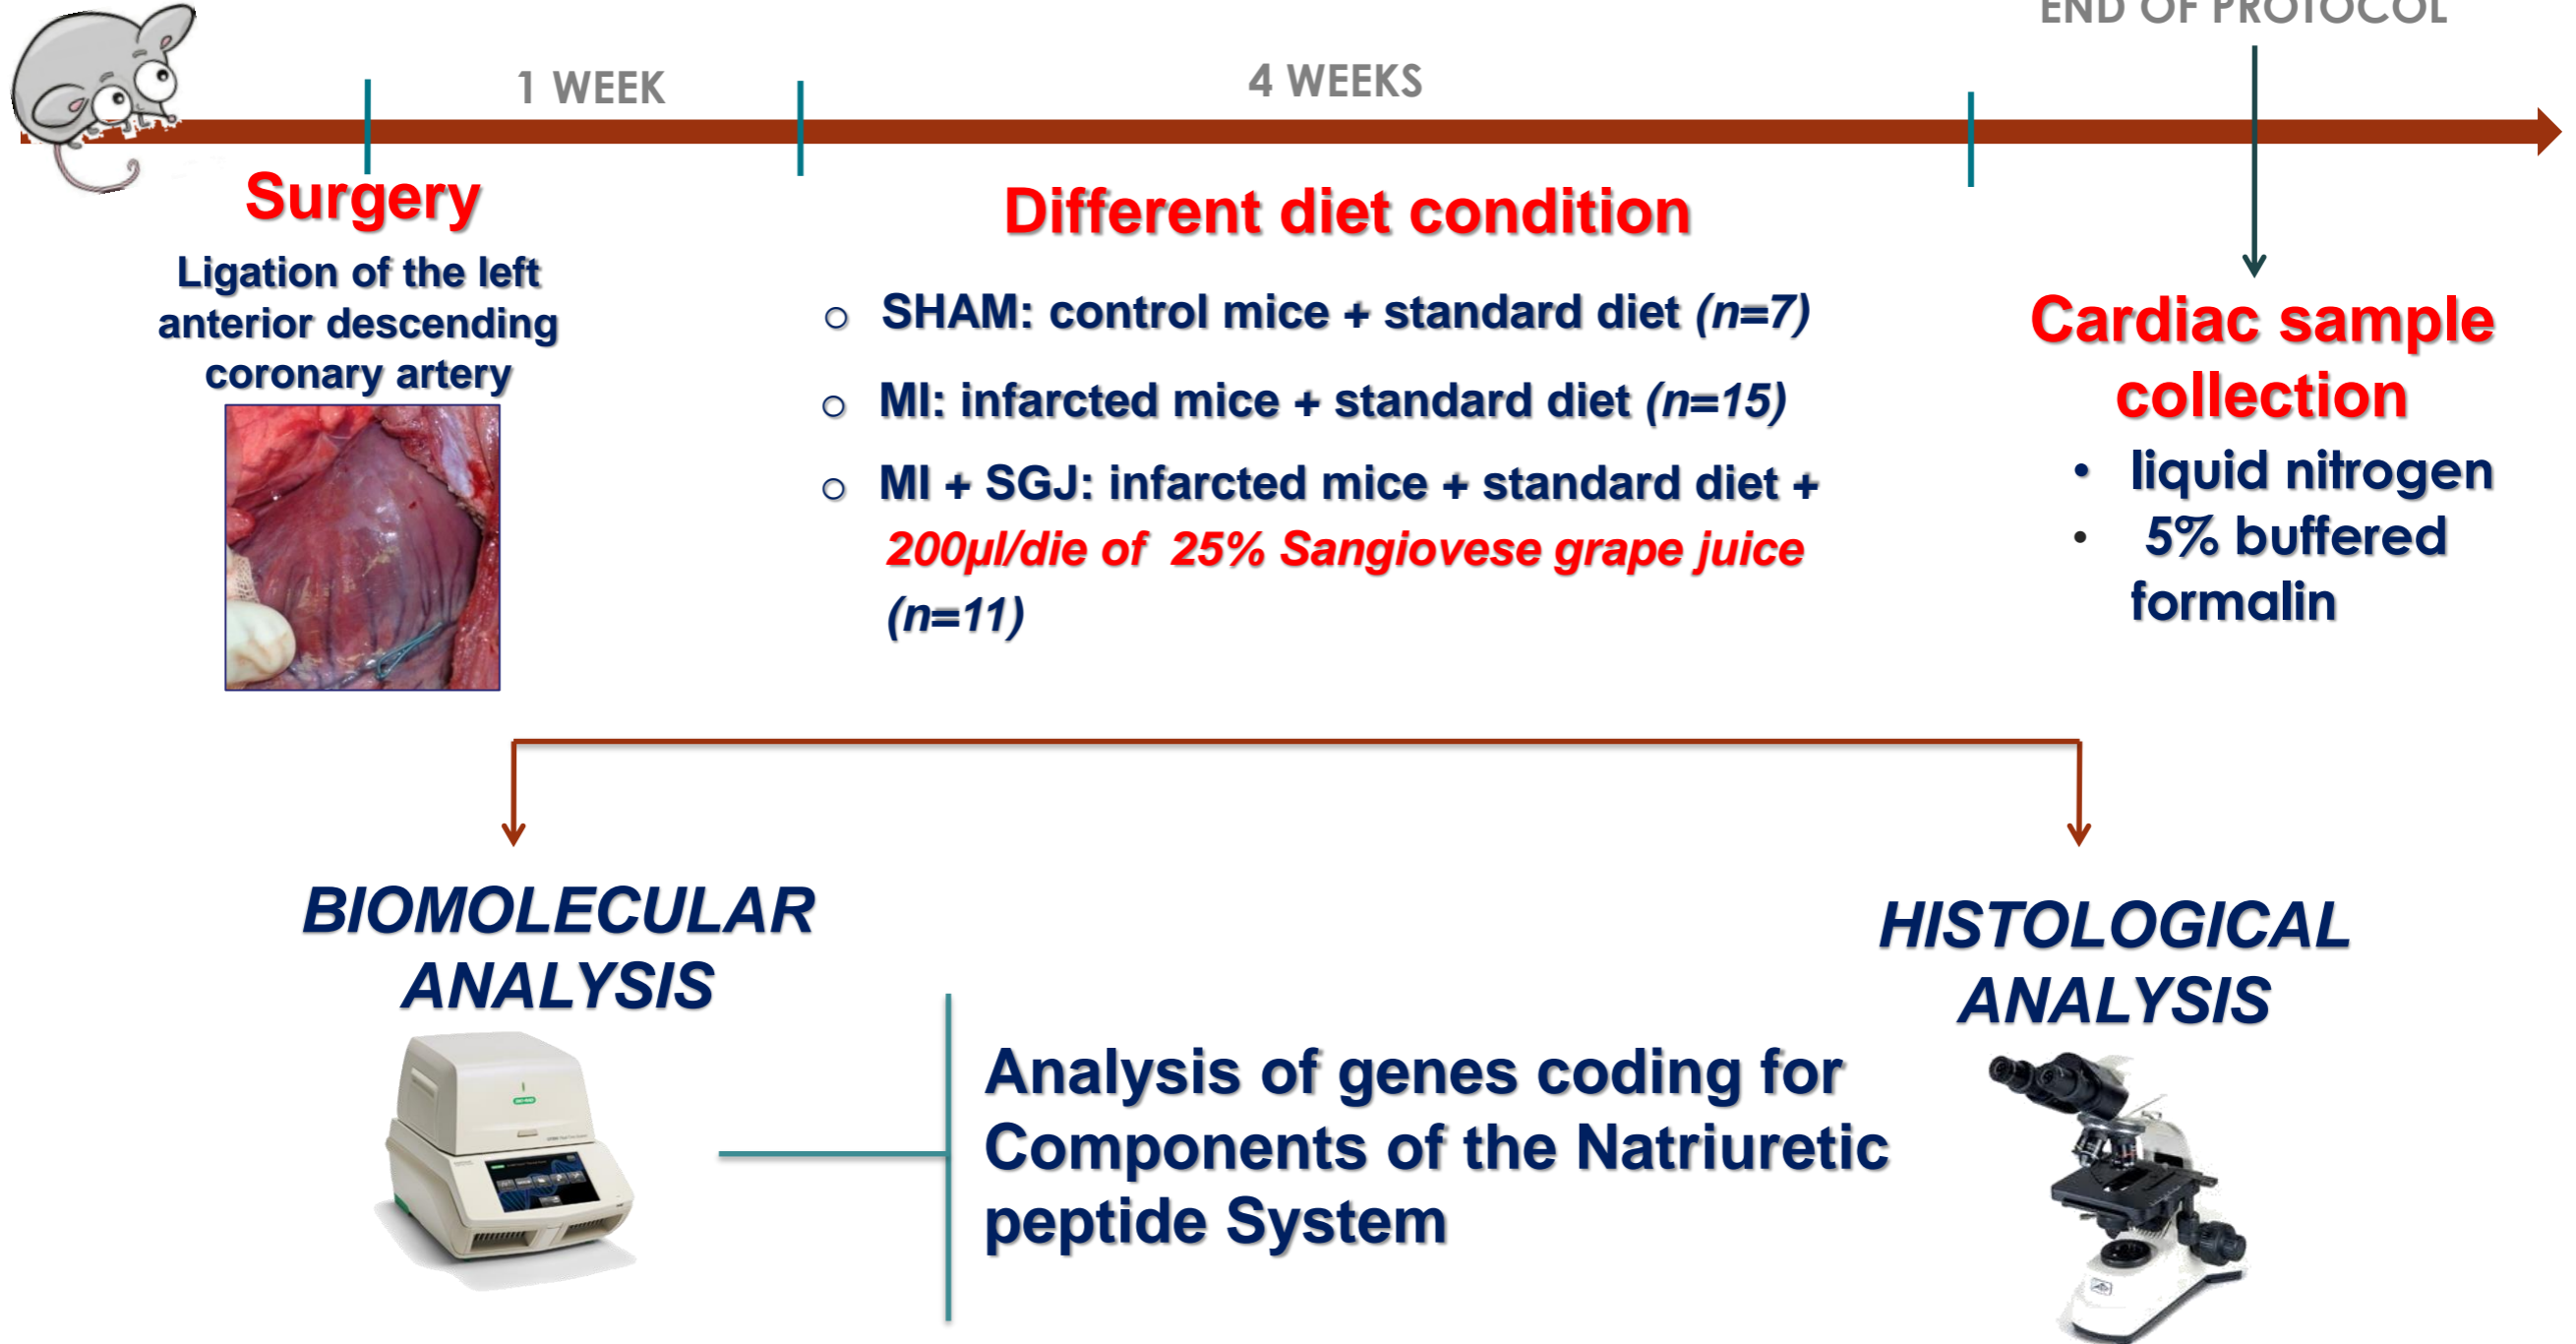 END OF PROTOCOL
1 WEEK
4 WEEKS
Surgery
Ligation of the left
anterior descending
coronary artery
Different diet condition
○ SHAM: control mice + standard diet (n=7)
○ MI: infarcted mice + standard diet (n=15)
○ MI + SGJ: infarcted mice + standard diet +
200µl/die of 25% Sangiovese grape juice
(n=11)
Cardiac sample
collection
• liquid nitrogen
• 5% buffered
formalin
BIOMOLECULAR
ANALYSIS
HISTOLOGICAL
ANALYSIS
Analysis of genes coding for
Components of the Natriuretic
peptide System